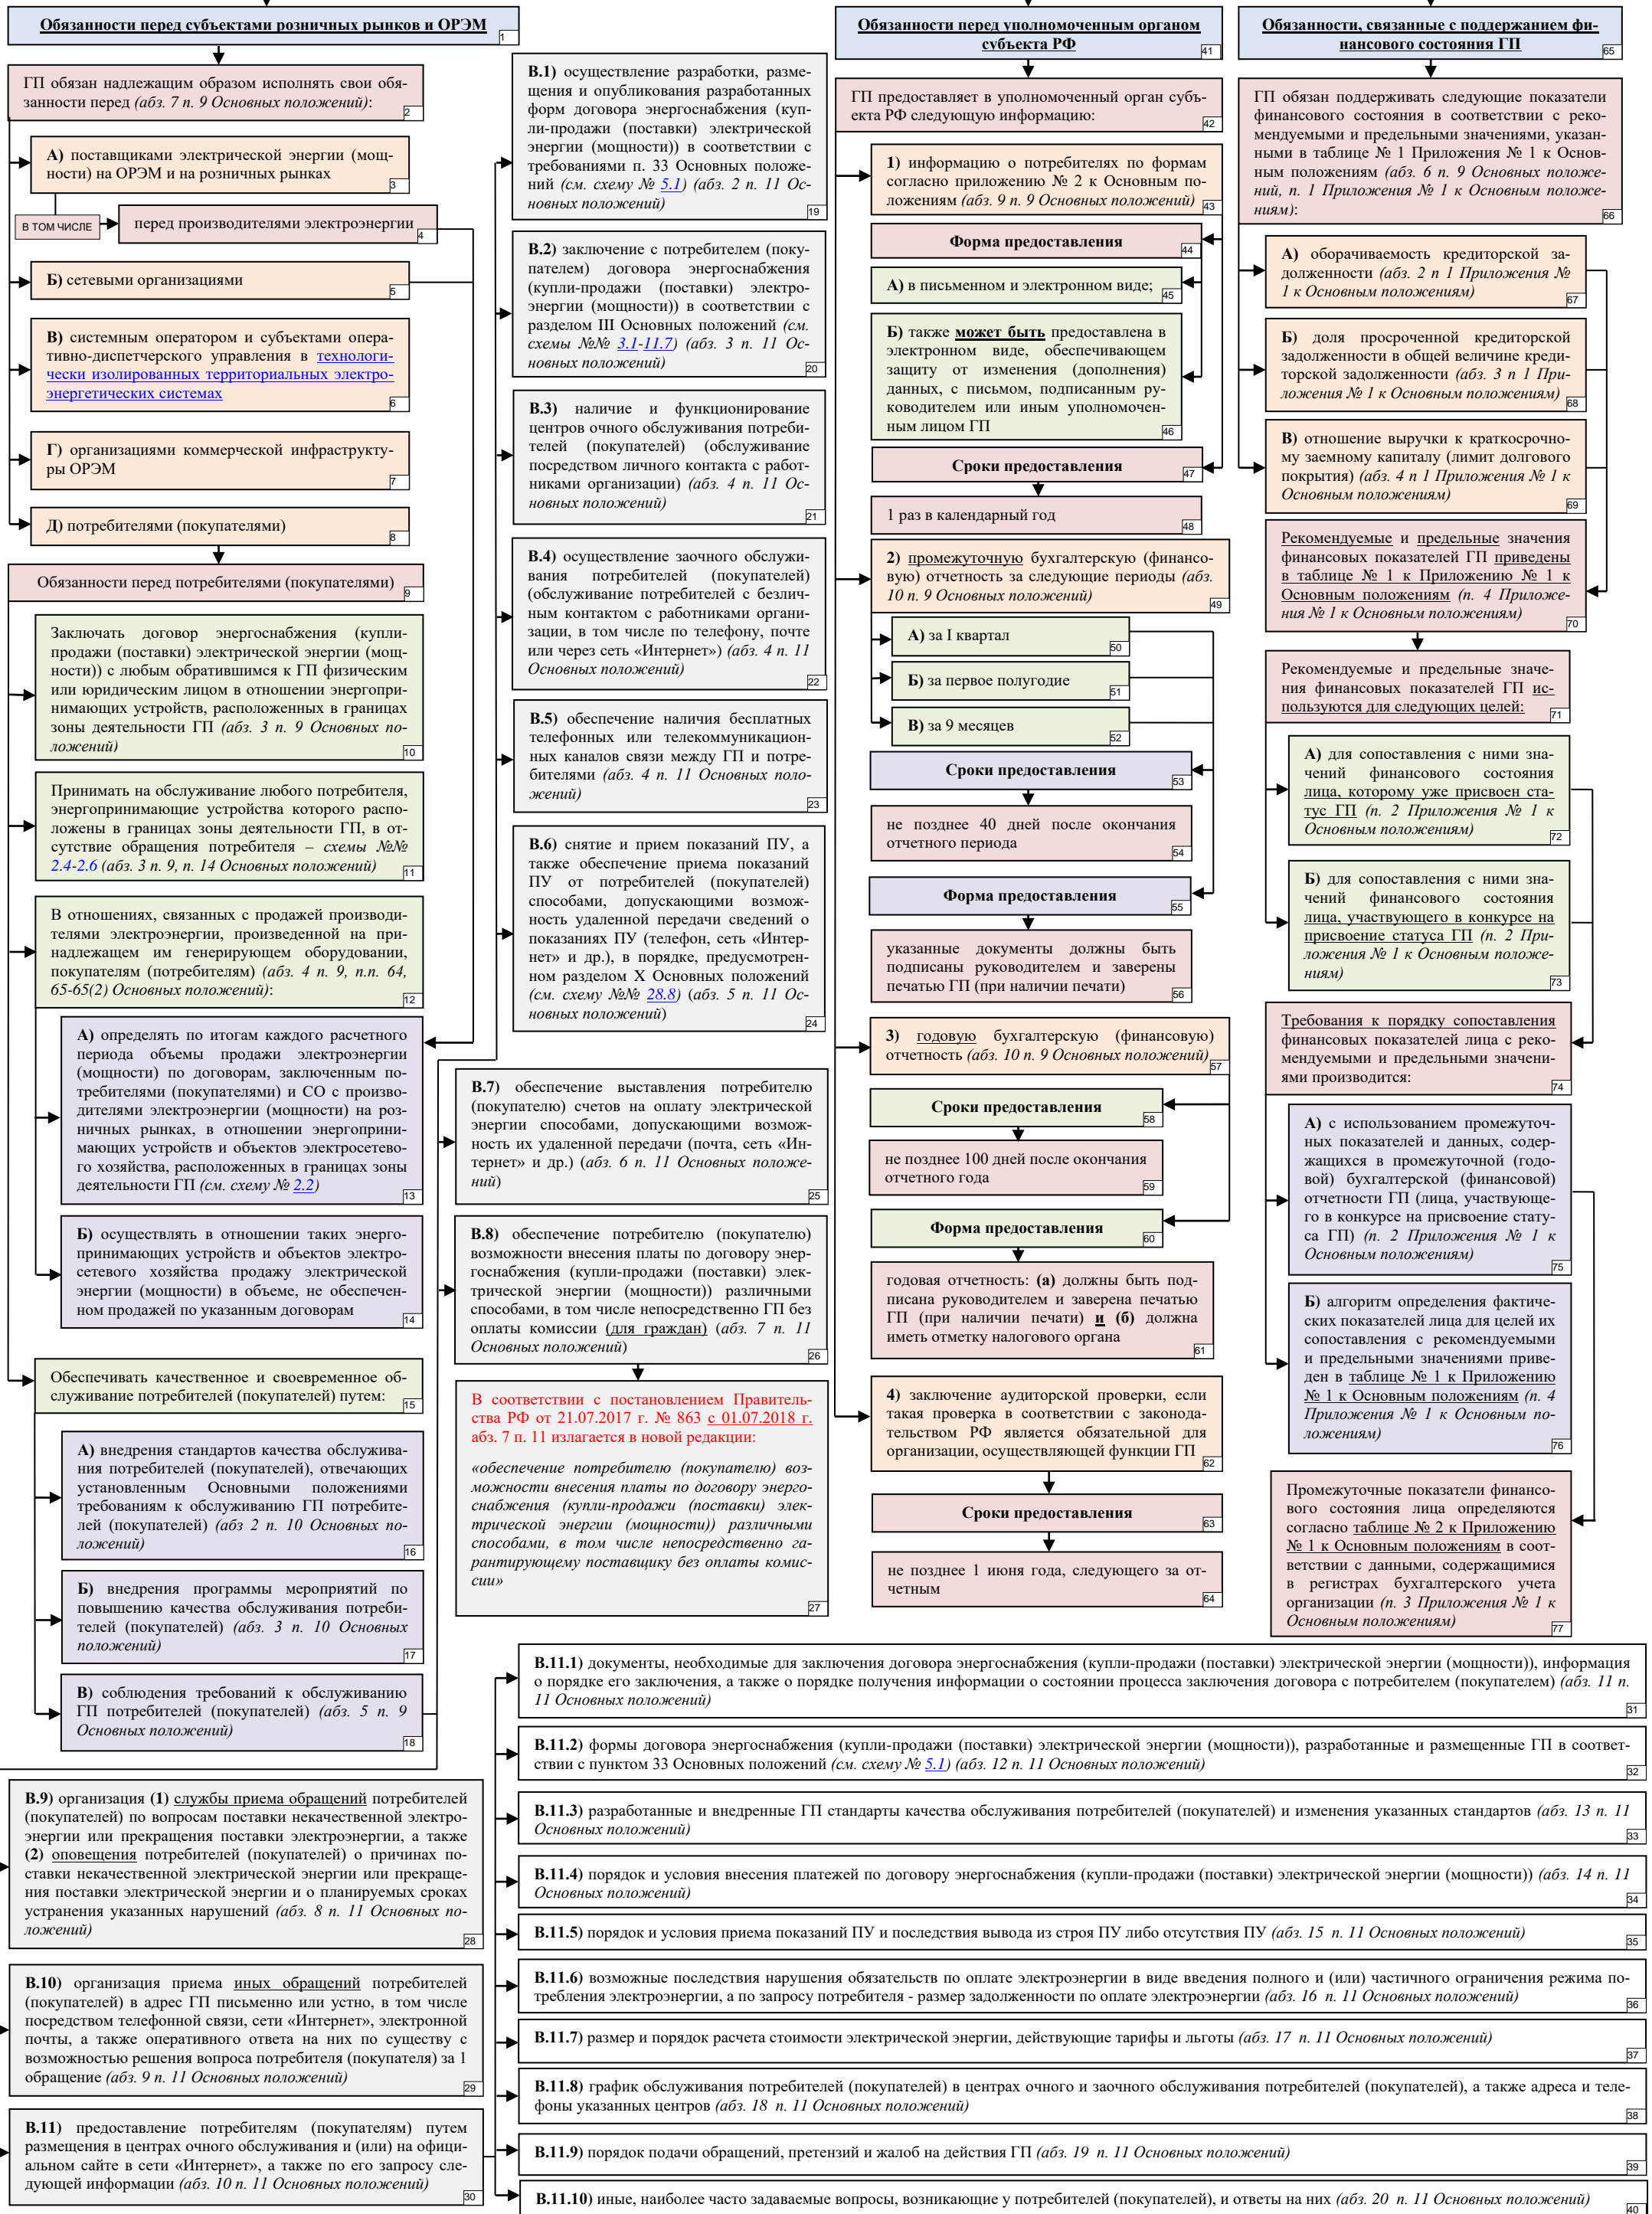 Обязанности перед субъектами розничных рынков и ОРЭМ
1
ГП обязан надлежащим образом исполнять свои обя-
занности перед (абз. 7 п. 9 Основных положений):
2
А) поставщиками электрической энергии (мощ-
ности) на ОРЭМ и на розничных рынках
3
В ТОМ ЧИСЛЕ
перед производителями электроэнергии
4
Б) сетевыми организациями
5
В) системным оператором и субъектами опера-
тивно-диспетчерского управления в технологи-
чески изолированных территориальных электро-
энергетических системах
6
Г) организациями коммерческой инфраструкту-
ры ОРЭМ
7
Д) потребителями (покупателями)
8
Обязанности перед потребителями (покупателями)
9
Заключать договор энергоснабжения (купли-
продажи (поставки) электрической энергии (мощ-
ности)) с любым обратившимся к ГП физическим
или юридическим лицом в отношении энергопри-
нимающих устройств, расположенных в границах
зоны деятельности ГП (абз. 3 п. 9 Основных по-
ложений)
10
Принимать на обслуживание любого потребителя,
энергопринимающие устройства которого распо-
ложены в границах зоны деятельности ГП, в от-
сутствие обращения потребителя – схемы №№
2.4-2.6 (абз. 3 п. 9, п. 14 Основных положений)
11
В отношениях, связанных с продажей производи-
телями электроэнергии, произведенной на при-
надлежащем им генерирующем оборудовании,
покупателям (потребителям) (абз. 4 п. 9, п.п. 64,
65-65(2) Основных положений):
12
А) определять по итогам каждого расчетного
периода объемы продажи электроэнергии
(мощности) по договорам, заключенным по-
требителями (покупателями) и СО с произво-
дителями электроэнергии (мощности) на роз-
ничных рынках, в отношении энергоприни-
мающих устройств и объектов электросетево-
го хозяйства, расположенных в границах зоны
деятельности ГП (см. схему № 2.2)
13
Б) осуществлять в отношении таких энерго-
принимающих устройств и объектов электро-
сетевого хозяйства продажу электрической
энергии (мощности) в объеме, не обеспечен-
ном продажей по указанным договорам
14
Обеспечивать качественное и своевременное об-
служивание потребителей (покупателей) путем:
15
А) внедрения стандартов качества обслужива-
ния потребителей (покупателей), отвечающих
установленным Основными положениями
требованиям к обслуживанию ГП потребите-
лей (покупателей) (абз 2 п. 10 Основных по-
ложений)
16
Б) внедрения программы мероприятий по
повышению качества обслуживания потреби-
телей (покупателей) (абз. 3 п. 10 Основных
положений)
17
В) соблюдения требований к обслуживанию
ГП потребителей (покупателей) (абз. 5 п. 9
Основных положений)
18
В.1) осуществление разработки, разме-
щения и опубликования разработанных
форм договора энергоснабжения (куп-
ли-продажи (поставки) электрической
энергии (мощности)) в соответствии с
требованиями п. 33 Основных положе-
ний (см. схему № 5.1) (абз. 2 п. 11 Ос-
новных положений)
19
В.2) заключение с потребителем (поку-
пателем) договора энергоснабжения
(купли-продажи (поставки) электро-
энергии (мощности)) в соответствии с
разделом III Основных положений (см.
схемы №№ 3.1-11.7) (абз. 3 п. 11 Ос-
новных положений)
20
В.3) наличие и функционирование
центров очного обслуживания потреби-
телей (покупателей) (обслуживание
посредством личного контакта с работ-
никами организации) (абз. 4 п. 11 Ос-
новных положений)
21
В.4) осуществление заочного обслужи-
вания потребителей (покупателей)
(обслуживание потребителей с безлич-
ным контактом с работниками органи-
зации, в том числе по телефону, почте
или через сеть «Интернет») (абз. 4 п. 11
Основных положений)
22
В.5) обеспечение наличия бесплатных
телефонных или телекоммуникацион-
ных каналов связи между ГП и потре-
бителями (абз. 4 п. 11 Основных поло-
жений)
23
В.6) снятие и прием показаний ПУ, а
также обеспечение приема показаний
ПУ от потребителей (покупателей)
способами, допускающими возмож-
ность удаленной передачи сведений о
показаниях ПУ (телефон, сеть «Интер-
нет» и др.), в порядке, предусмотрен-
ном разделом X Основных положений
(см. схему №№ 28.8) (абз. 5 п. 11 Ос-
новных положений)
24
В.7) обеспечение выставления потребителю
(покупателю) счетов на оплату электрической
энергии способами, допускающими возмож-
ность их удаленной передачи (почта, сеть «Ин-
тернет» и др.) (абз. 6 п. 11 Основных положе-
ний)
25
В.8) обеспечение потребителю (покупателю)
возможности внесения платы по договору энер-
госнабжения (купли-продажи (поставки) элек-
трической энергии (мощности)) различными
способами, в том числе непосредственно ГП без
оплаты комиссии (для граждан) (абз. 7 п. 11
Основных положений)
26
В соответствии с постановлением Правитель-
ства РФ от 21.07.2017 г. № 863 с 01.07.2018 г.
абз. 7 п. 11 излагается в новой редакции:
«обеспечение потребителю (покупателю) воз-
можности внесения платы по договору энерго-
снабжения (купли-продажи (поставки) элек-
трической энергии (мощности)) различными
способами, в том числе непосредственно га-
рантирующему поставщику без оплаты комис-
сии»
27
Обязанности перед уполномоченным органом
субъекта РФ
41
ГП предоставляет в уполномоченный орган субъ-
екта РФ следующую информацию:
42
1) информацию о потребителях по формам
согласно приложению № 2 к Основным по-
ложениям (абз. 9 п. 9 Основных положений)
43
Форма предоставления
44
А) в письменном и электронном виде;
45
Б) также может быть предоставлена в
электронном виде, обеспечивающем
защиту от изменения (дополнения)
данных, с письмом, подписанным ру-
ководителем или иным уполномочен-
ным лицом ГП
46
Сроки предоставления
47
1 раз в календарный год
48
2) промежуточную бухгалтерскую (финансо-
вую) отчетность за следующие периоды (абз.
10 п. 9 Основных положений)
49
А) за I квартал
50
Б) за первое полугодие
51
В) за 9 месяцев
52
Сроки предоставления
53
не позднее 40 дней после окончания
отчетного периода
54
Форма предоставления
55
указанные документы должны быть
подписаны руководителем и заверены
печатью ГП (при наличии печати)
56
3) годовую бухгалтерскую (финансовую)
отчетность (абз. 10 п. 9 Основных положений)
57
Сроки предоставления
58
не позднее 100 дней после окончания
отчетного года
59
Форма предоставления
60
годовая отчетность: (а) должны быть под-
писана руководителем и заверена печатью
ГП (при наличии печати) и (б) должна
иметь отметку налогового органа
61
4) заключение аудиторской проверки, если
такая проверка в соответствии с законода-
тельством РФ является обязательной для
организации, осуществляющей функции ГП
62
Сроки предоставления
63
не позднее 1 июня года, следующего за от-
четным
64
Обязанности, связанные с поддержанием фи-
нансового состояния ГП
65
ГП обязан поддерживать следующие показатели
финансового состояния в соответствии с реко-
мендуемыми и предельными значениями, указан-
ными в таблице № 1 Приложения № 1 к Основ-
ным положениям (абз. 6 п. 9 Основных положе-
ний, п. 1 Приложения № 1 к Основным положе-
ниям):
66
А) оборачиваемость кредиторской за-
долженности (абз. 2 п 1 Приложения №
1 к Основным положениям)
67
Б) доля просроченной кредиторской
задолженности в общей величине креди-
торской задолженности (абз. 3 п 1 При-
ложения № 1 к Основным положениям)
68
В) отношение выручки к краткосрочно-
му заемному капиталу (лимит долгового
покрытия) (абз. 4 п 1 Приложения № 1 к
Основным положениям)
69
Рекомендуемые и предельные значения
финансовых показателей ГП приведены
в таблице № 1 к Приложению № 1 к
Основным положениям (п. 4 Приложе-
ния № 1 к Основным положениям)
70
Рекомендуемые и предельные значе-
ния финансовых показателей ГП ис-
пользуются для следующих целей:
71
А) для сопоставления с ними зна-
чений финансового состояния
лица, которому уже присвоен ста-
тус ГП (п. 2 Приложения № 1 к
Основным положениям)
72
Б) для сопоставления с ними зна-
чений финансового состояния
лица, участвующего в конкурсе на
присвоение статуса ГП (п. 2 При-
ложения № 1 к Основным положе-
ниям)
73
Требования к порядку сопоставления
финансовых показателей лица с реко-
мендуемыми и предельными значени-
ями производится:
74
А) с использованием промежуточ-
ных показателей и данных, содер-
жащихся в промежуточной (годо-
вой) бухгалтерской (финансовой)
отчетности ГП (лица, участвующе-
го в конкурсе на присвоение стату-
са ГП) (п. 2 Приложения № 1 к
Основным положениям)
75
Б) алгоритм определения фактиче-
ских показателей лица для целей их
сопоставления с рекомендуемыми
и предельными значениями приве-
ден в таблице № 1 к Приложению
№ 1 к Основным положениям (п. 4
Приложения № 1 к Основным по-
ложениям)
76
Промежуточные показатели финансо-
вого состояния лица определяются
согласно таблице № 2 к Приложению
№ 1 к Основным положениям в соот-
ветствии с данными, содержащимися
в регистрах бухгалтерского учета
организации (п. 3 Приложения № 1 к
Основным положениям)
77
В.9) организация (1) службы приема обращений потребителей
(покупателей) по вопросам поставки некачественной электро-
энергии или прекращения поставки электроэнергии, а также
(2) оповещения потребителей (покупателей) о причинах по-
ставки некачественной электрической энергии или прекраще-
ния поставки электрической энергии и о планируемых сроках
устранения указанных нарушений (абз. 8 п. 11 Основных по-
ложений)
28
В.10) организация приема иных обращений потребителей
(покупателей) в адрес ГП письменно или устно, в том числе
посредством телефонной связи, сети «Интернет», электронной
почты, а также оперативного ответа на них по существу с
возможностью решения вопроса потребителя (покупателя) за 1
обращение (абз. 9 п. 11 Основных положений)
29
В.11) предоставление потребителям (покупателям) путем
размещения в центрах очного обслуживания и (или) на офици-
альном сайте в сети «Интернет», а также по его запросу сле-
дующей информации (абз. 10 п. 11 Основных положений)
30
В.11.1) документы, необходимые для заключения договора энергоснабжения (купли-продажи (поставки) электрической энергии (мощности)), информация
о порядке его заключения, а также о порядке получения информации о состоянии процесса заключения договора с потребителем (покупателем) (абз. 11 п.
11 Основных положений)
31
В.11.2) формы договора энергоснабжения (купли-продажи (поставки) электрической энергии (мощности)), разработанные и размещенные ГП в соответ-
ствии с пунктом 33 Основных положений (см. схему № 5.1) (абз. 12 п. 11 Основных положений)
32
В.11.3) разработанные и внедренные ГП стандарты качества обслуживания потребителей (покупателей) и изменения указанных стандартов (абз. 13 п. 11
Основных положений)
33
В.11.4) порядок и условия внесения платежей по договору энергоснабжения (купли-продажи (поставки) электрической энергии (мощности)) (абз. 14 п. 11
Основных положений)
34
В.11.5) порядок и условия приема показаний ПУ и последствия вывода из строя ПУ либо отсутствия ПУ (абз. 15 п. 11 Основных положений)
35
В.11.6) возможные последствия нарушения обязательств по оплате электроэнергии в виде введения полного и (или) частичного ограничения режима по-
требления электроэнергии, а по запросу потребителя - размер задолженности по оплате электроэнергии (абз. 16 п. 11 Основных положений)
36
В.11.7) размер и порядок расчета стоимости электрической энергии, действующие тарифы и льготы (абз. 17 п. 11 Основных положений)
37
В.11.8) график обслуживания потребителей (покупателей) в центрах очного и заочного обслуживания потребителей (покупателей), а также адреса и теле-
фоны указанных центров (абз. 18 п. 11 Основных положений)
38
В.11.9) порядок подачи обращений, претензий и жалоб на действия ГП (абз. 19 п. 11 Основных положений)
39
В.11.10) иные, наиболее часто задаваемые вопросы, возникающие у потребителей (покупателей), и ответы на них (абз. 20 п. 11 Основных положений)
40